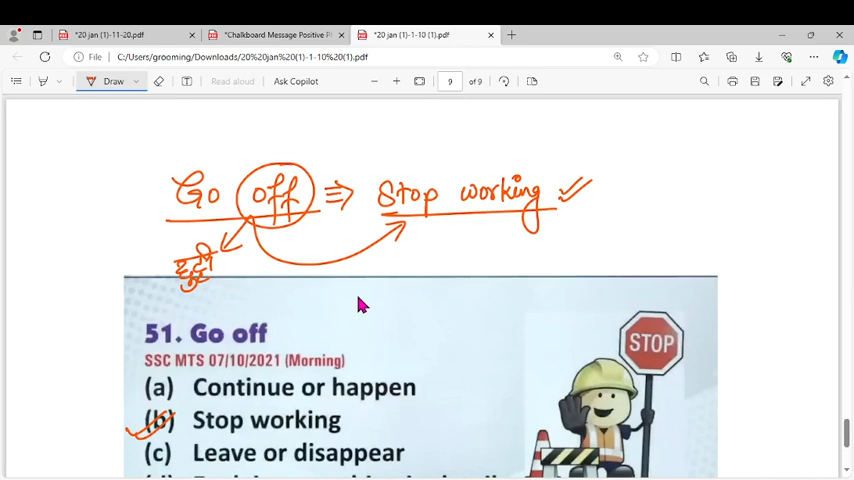 *20 jan (1)-11-20.pdf
*Chalkboard Message Positive P
*20 jan (1)-1-10 (1).pdf
File
C:/Users/grooming/Downloads/20%20jan%20(1)-1-10%20(1).pdf
Draw
Read aloud
Ask Copilot
9
of 9
Go off ⇒ Stop working
छुट्टी
51. Go off
SSC MTS 07/10/2021 (Morning)
(a) Continue or happen
(b) Stop working
(c) Leave or disappear
STOP